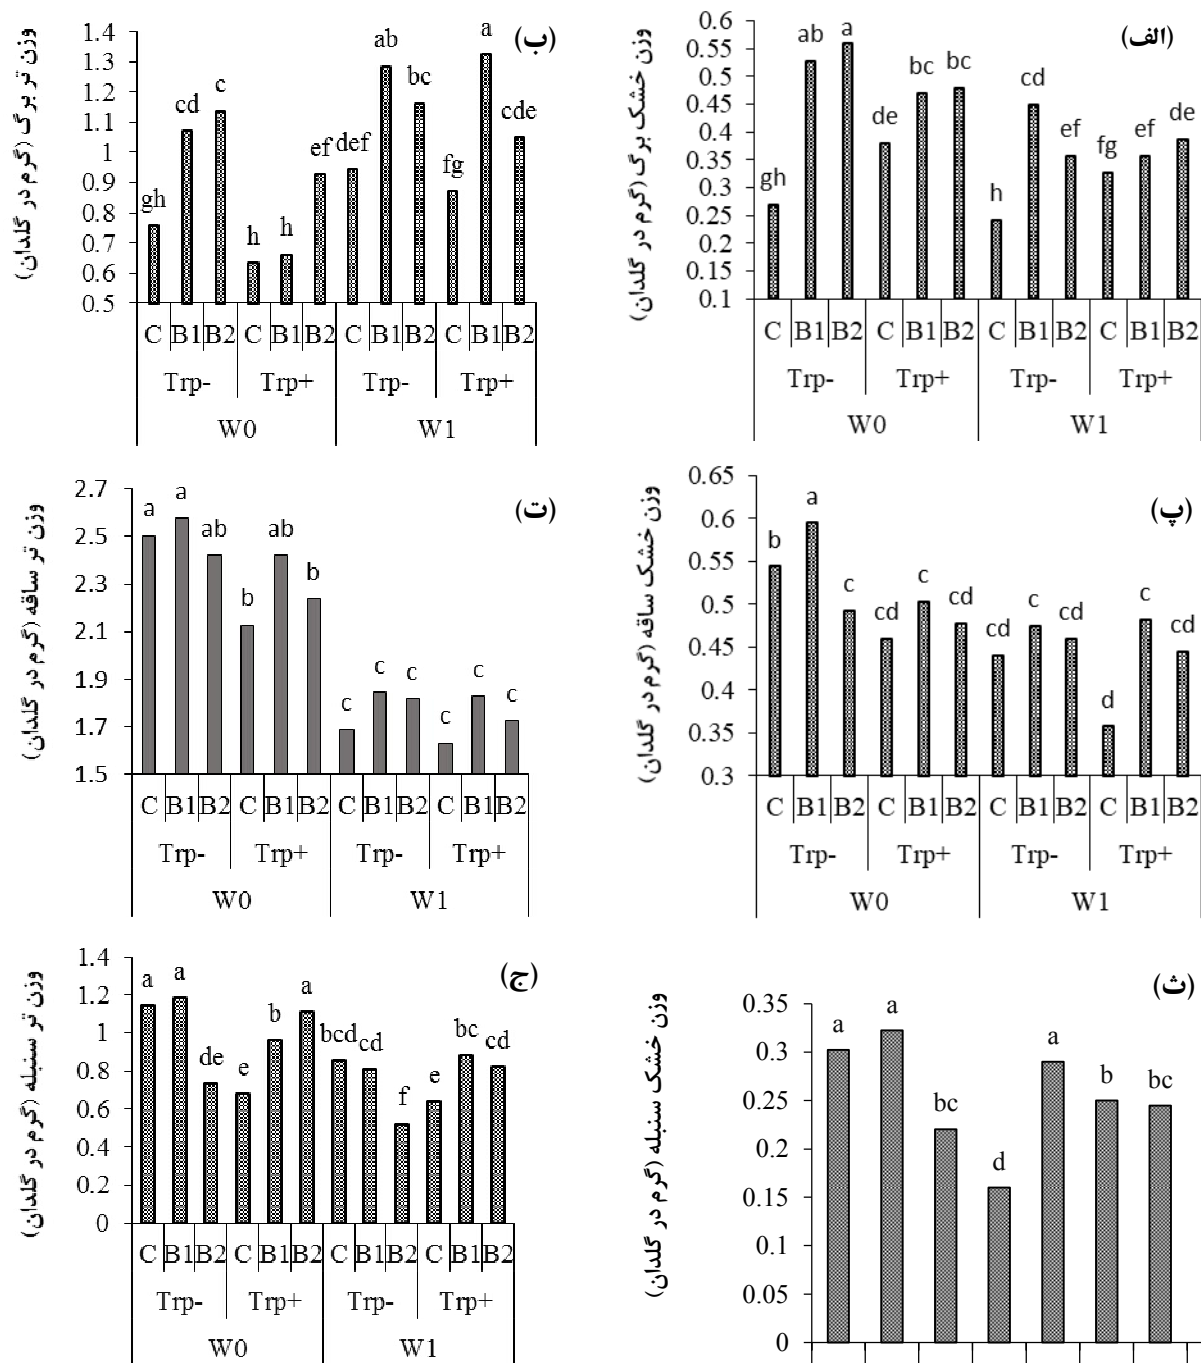 (الف)
وزن خشک برگ (گرم در گلدان)
0.6
0.55
0.5
0.45
0.4
0.35
0.3
0.25
0.2
0.15
0.1
gh ab a de bc bc h cd ef fg ef de
C B1 B2 C B1 B2 C B1 B2 C B1 B2
Trp- Trp+ Trp- Trp+
W0 W1
(ب)
وزن تر برگ (گرم در گلدان)
1.4
1.3
1.2
1.1
1
0.9
0.8
0.7
0.6
0.5
gh cd c h h ef def ab bc fg a cde
C B1 B2 C B1 B2 C B1 B2 C B1 B2
Trp- Trp+ Trp- Trp+
W0 W1
(پ)
وزن خشک ساقه (گرم در گلدان)
0.65
0.6
0.55
0.5
0.45
0.4
0.35
0.3
b a c cd c cd cd c cd d c cd
C B1 B2 C B1 B2 C B1 B2 C B1 B2
Trp- Trp+ Trp- Trp+
W0 W1
(ت)
وزن تر ساقه (گرم در گلدان)
2.7
2.5
2.3
2.1
1.9
1.7
1.5
a a ab b ab b c c c c c c
C B1 B2 C B1 B2 C B1 B2 C B1 B2
Trp- Trp+ Trp- Trp+
W0 W1
(ث)
وزن خشک سنبله (گرم در گلدان)
0.35
0.3
0.25
0.2
0.15
0.1
0.05
0
a a bc d a b bc
(ج)
وزن تر سنبله (گرم در گلدان)
1.4
1.2
1
0.8
0.6
0.4
0.2
0
a a de e b a bcd cd f e bc cd
C B1 B2 C B1 B2 C B1 B2 C B1 B2
Trp- Trp+ Trp- Trp+
W0 W1